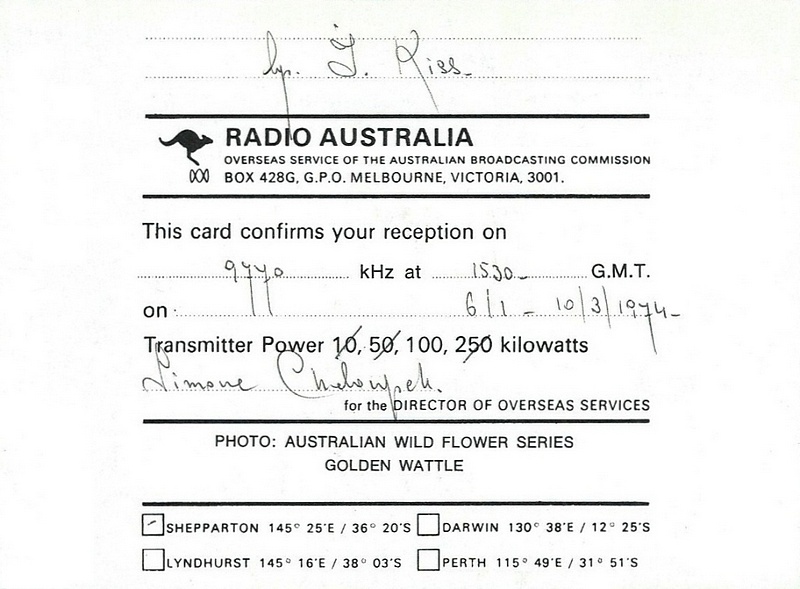 hp. J. Kiss
RADIO AUSTRALIA
OVERSEAS SERVICE OF THE AUSTRALIAN BROADCASTING COMMISSION
BOX 428G, G.P.O. MELBOURNE, VICTORIA, 3001.
This card confirms your reception on
9770 kHz at 1530 G.M.T.
on 6/1 - 10/3/1974
Transmitter Power 10, 50, 100, 250 kilowatts
Simone
for the DIRECTOR OF OVERSEAS SERVICES
PHOTO: AUSTRALIAN WILD FLOWER SERIES
GOLDEN WATTLE
SHEPPARTON 145° 25'E / 36° 20'S DARWIN 130° 38'E / 12° 25'S
LYNDHURST 145° 16'E / 38° 03'S PERTH 115° 49'E / 31° 51'S